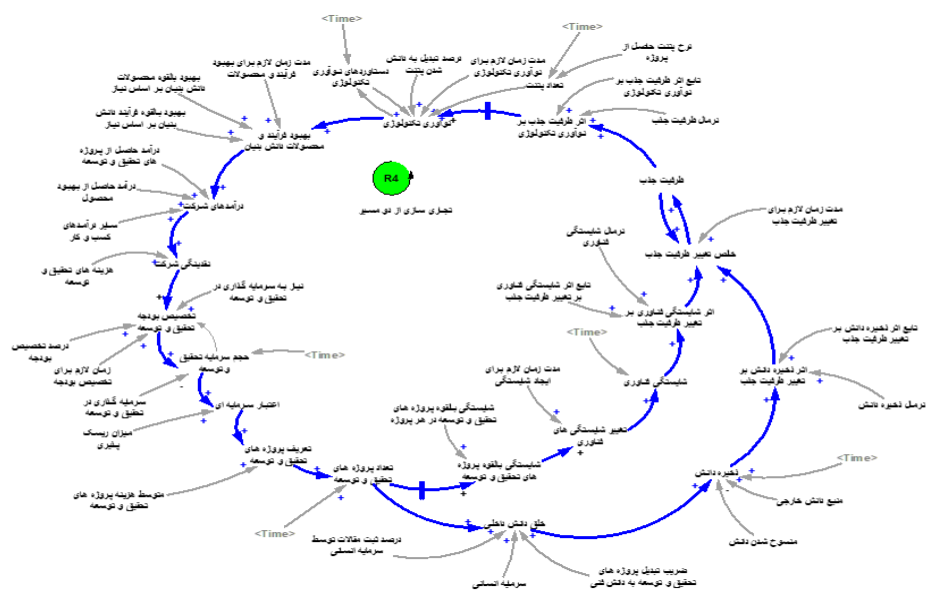 <Time>
<Time>
<Time>
نرخ پتنت حاصل از
پروژه
تعداد پتنت
مدت زمان لازم برای
نوآوری تکنولوژی
درصد تبدیل به دانش
شدن پتنت
دستاوردهای نوآوری
تکنولوژی
نوآوری تکنولوژی
تابع اثر ظرفیت جذب بر
نوآوری تکنولوژی
نرمال ظرفیت جذب
اثر ظرفیت جذب بر
نوآوری تکنولوژی
مدت زمان لازم برای بهبود
فرآیند و محصولات
بهبود بالقوه محصولات
دانش بنیان بر اساس نیاز
بهبود بالقوه فرآیند دانش
بنیان بر اساس نیاز
بهبود فرآیند و
محصولات دانش بنیان
R4
تجاری سازی از دو مسیر
ظرفیت جذب
درآمد حاصل از پروژه
های تحقیق و توسعه
درآمد حاصل از بهبود
محصول
درآمدهای شرکت
سایر درآمدهای
کسب و کار
مدت زمان لازم برای
تغییر ظرفیت جذب
خالص تغییر ظرفیت جذب
نرمال شایستگی
فناوری
تابع اثر شایستگی فناوری
بر تغییر ظرفیت جذب
اثر شایستگی فناوری بر
تغییر ظرفیت جذب
نقدینگی شرکت
هزینه های تحقیق و
توسعه
نیاز به سرمایه گذاری در
تحقیق و توسعه
تخصیص بودجه
تحقیق و توسعه
درصد تخصیص
بودجه
زمان لازم برای
تخصیص بودجه
حجم سرمایه تحقیق
و توسعه
<Time>
سرمایه گذاری در
تحقیق و توسعه
اعتبار سرمایه ای
میزان ریسک
پذیری
تابع اثر ذخیره دانش بر
تغییر ظرفیت جذب
اثر ذخیره دانش بر
تغییر ظرفیت جذب
نرمال ذخیره دانش
<Time>
شایستگی فناوری
مدت زمان لازم برای
ایجاد شایستگی
تغییر شایستگی های
فناوری
شایستگی بالقوه پروژه های
تحقیق و توسعه در هر پروژه
شایستگی بالقوه پروژه
های تحقیق و توسعه
تعریف پروژه های
تحقیق و توسعه
تعداد پروژه های
تحقیق و توسعه
متوسط هزینه پروژه های
تحقیق و توسعه
<Time>
<Time>
ذخیره دانش
منبع دانش خارجی
منسوخ شدن دانش
خلق دانش داخلی
درصد ثبت مقالات توسط
سرمایه انسانی
سرمایه انسانی
ضریب تبدیل پروژه های
تحقیق و توسعه به دانش فنی